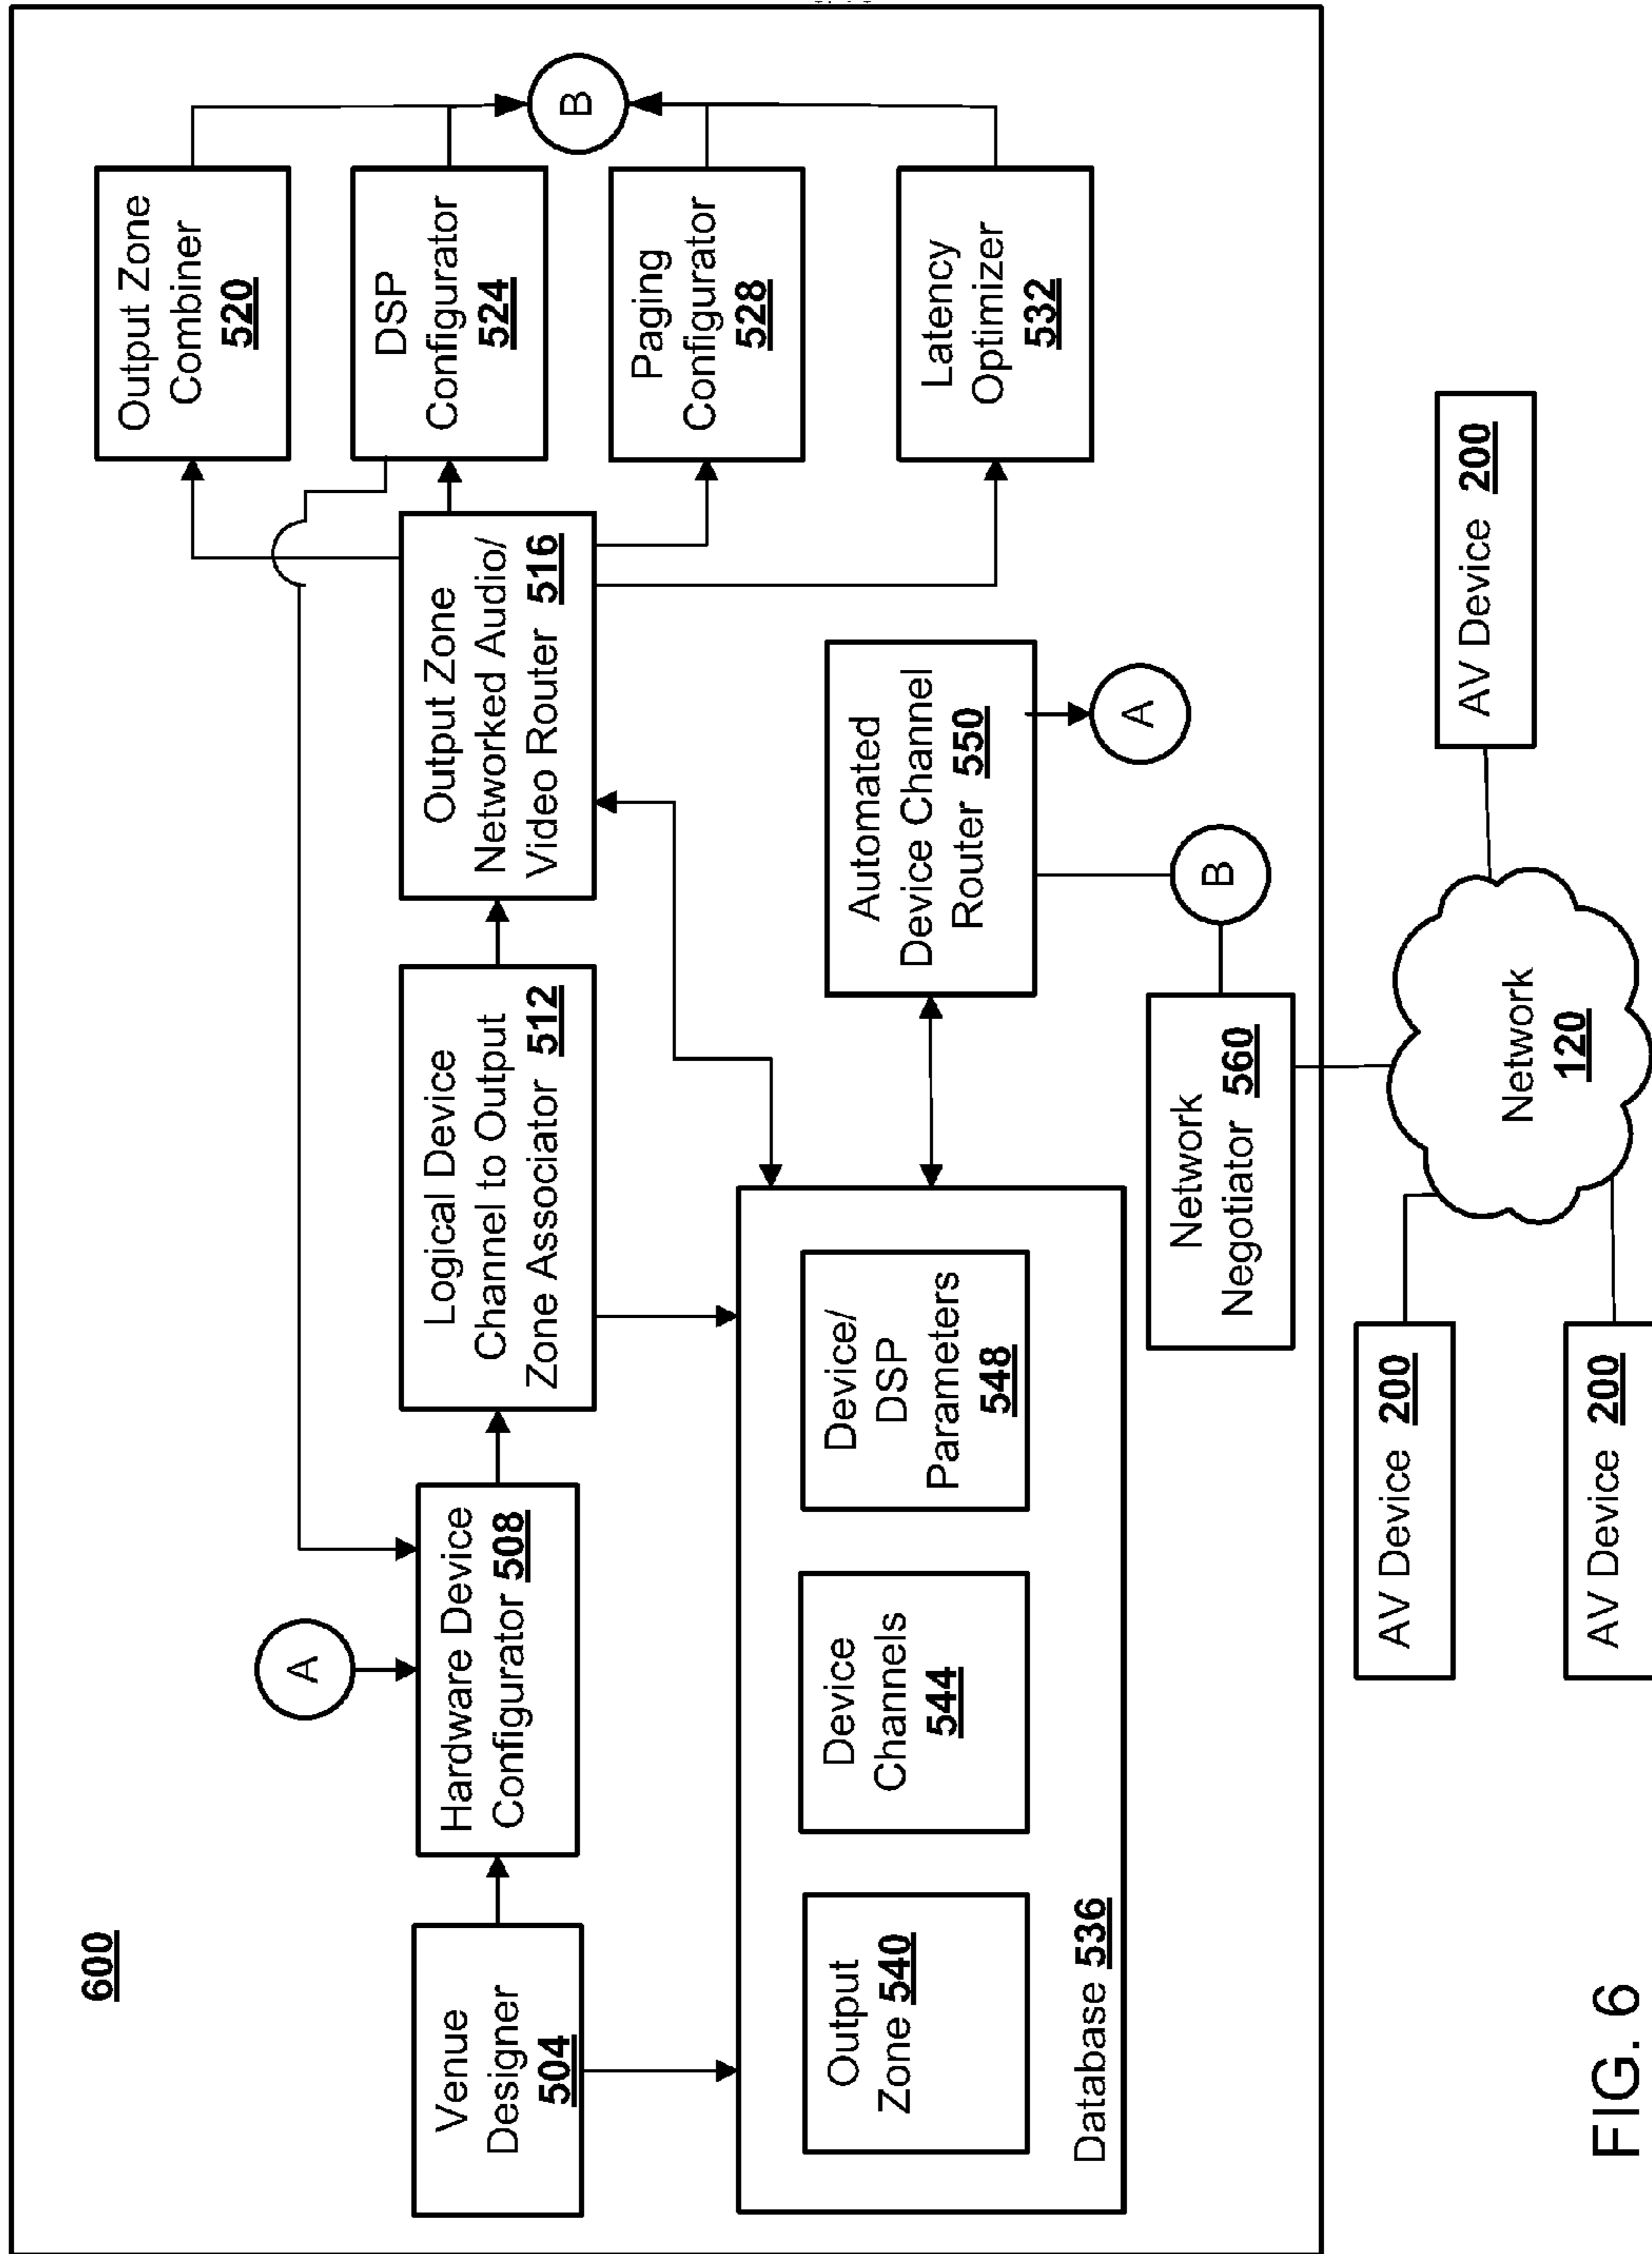 600
Venue
Designer
504
A
Hardware Device
Configurator 508
Logical Device
Channel to Output
Zone Associator 512
Output Zone
Networked Audio/
Video Router 516
Output Zone
Combiner
520
DSP
Configurator
524
Paging
Configurator
528
Latency
Optimizer
532
B
Output
Zone 540
Device
Channels
544
Device/
DSP
Parameters
548
Database 536
Automated
Device Channel
Router 550
A
B
Network
Negotiator 560
Network
120
AV Device 200
AV Device 200
AV Device 200
FIG. 6